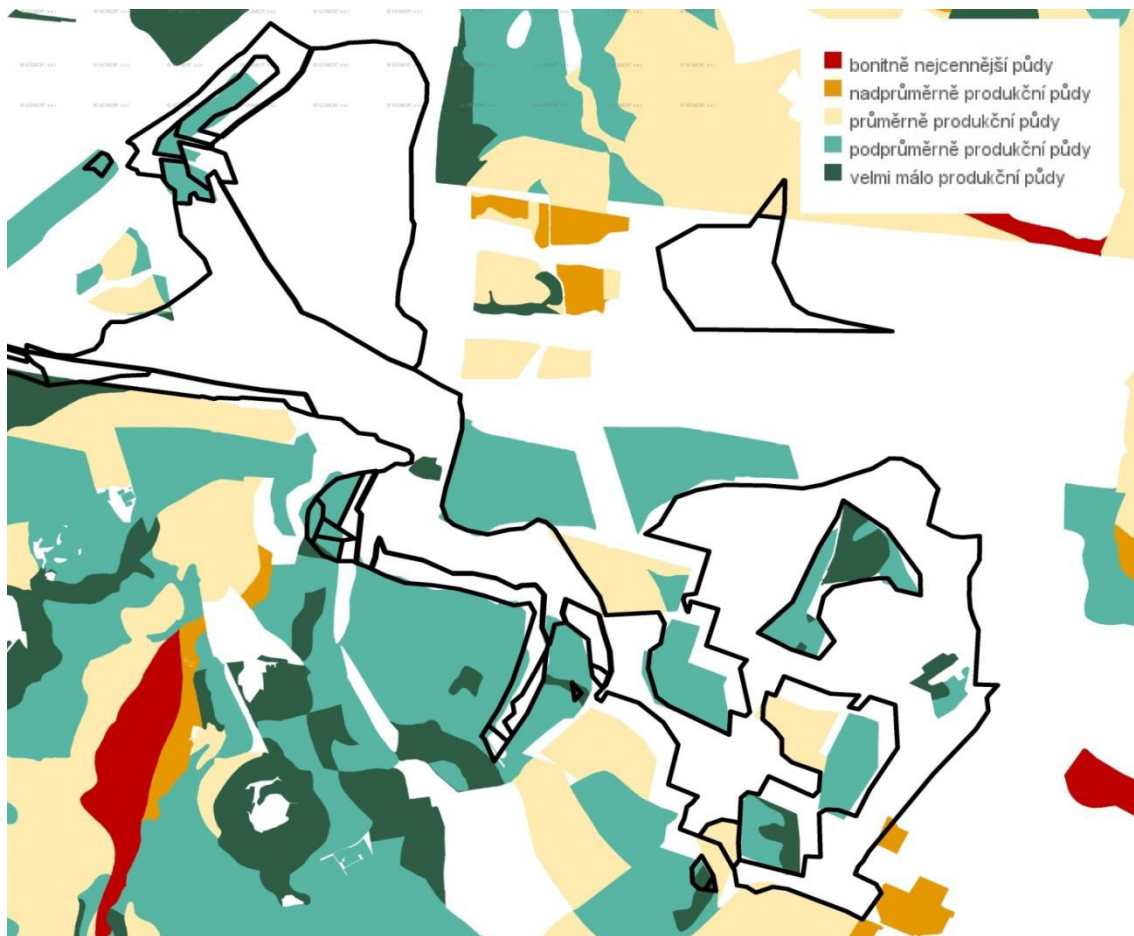 bonitně nejcennější půdy
nadprůměrně produkční půdy
průměrně produkční půdy
podprůměrně produkční půdy
velmi málo produkční půdy